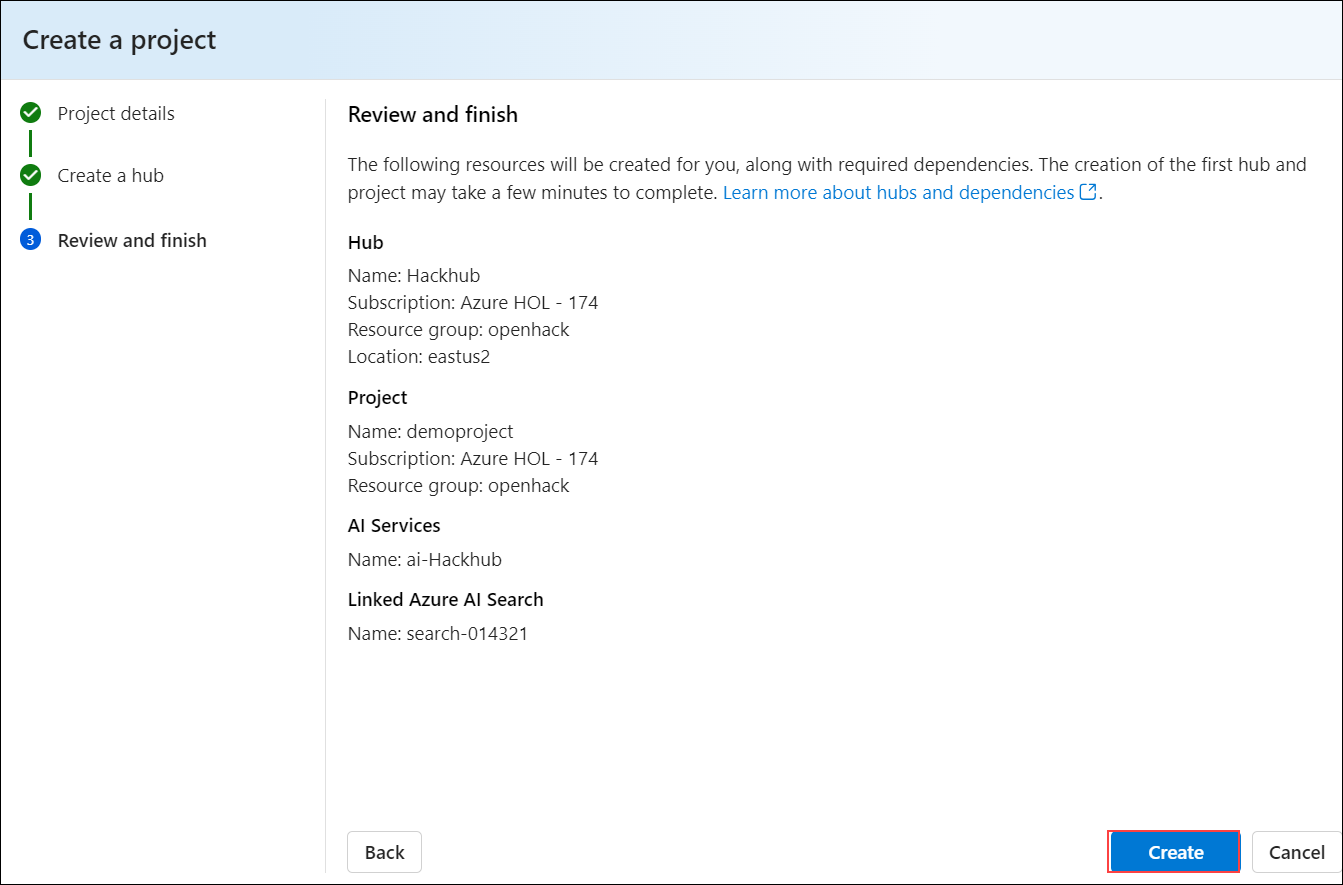 Create a project
Project details
Create a hub
3 Review and finish
Review and finish
The following resources will be created for you, along with required dependencies. The creation of the first hub and
project may take a few minutes to complete. Learn more about hubs and dependencies.
Hub
Name: Hackhub
Subscription: Azure HOL - 174
Resource group: openhack
Location: eastus2
Project
Name: demoproject
Subscription: Azure HOL - 174
Resource group: openhack
AI Services
Name: ai-Hackhub
Linked Azure AI Search
Name: search-014321
Back
Create
Cancel